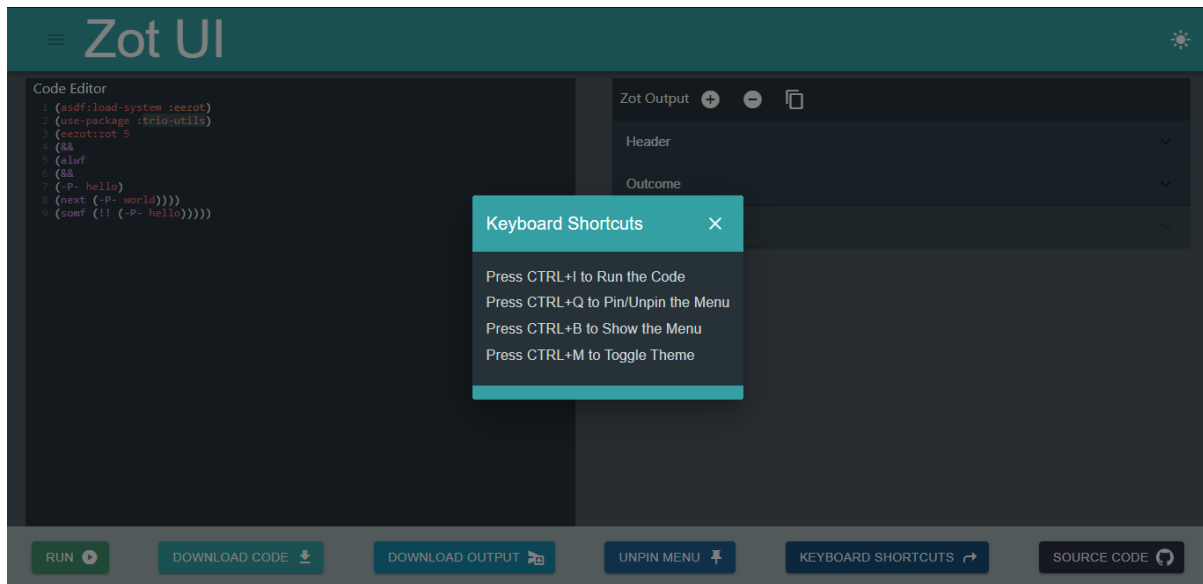 Zot UI
Code Editor
1 (asdf:load-system :eezot)
2 (use-package :trio-utils)
3 (eezot:zot 5
4 (&&
5 (alwf
6 (&&
7 (-P- hello)
8 (next (-P- world))))
9 (somf (!! (-P- hello)))))
Zot Output
Header
Outcome
Keyboard Shortcuts
Press CTRL+I to Run the Code
Press CTRL+Q to Pin/Unpin the Menu
Press CTRL+B to Show the Menu
Press CTRL+M to Toggle Theme
RUN
DOWNLOAD CODE
DOWNLOAD OUTPUT
UNPIN MENU
KEYBOARD SHORTCUTS
SOURCE CODE